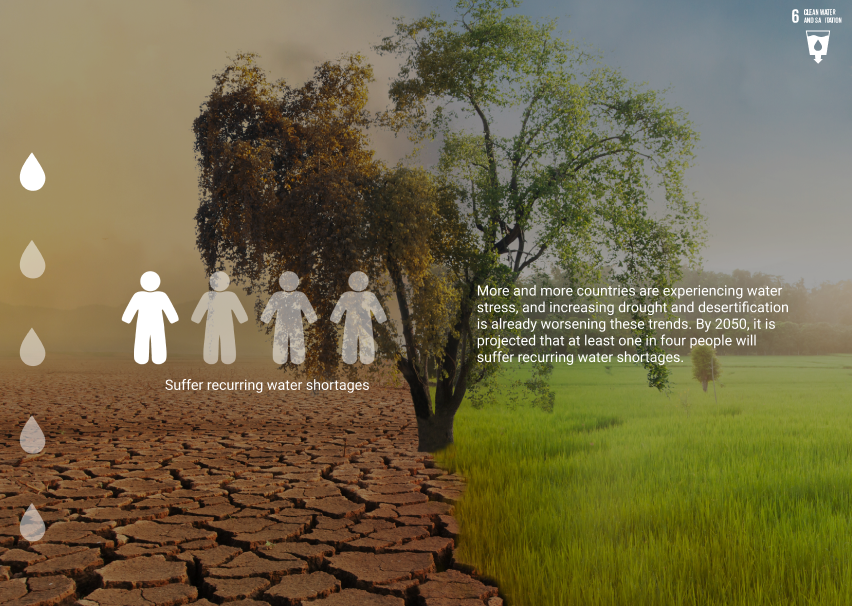 6 CLEAN WATER
AND SANITATION
More and more countries are experiencing water
stress, and increasing drought and desertification
is already worsening these trends. By 2050, it is
projected that at least one in four people will
suffer recurring water shortages.
Suffer recurring water shortages